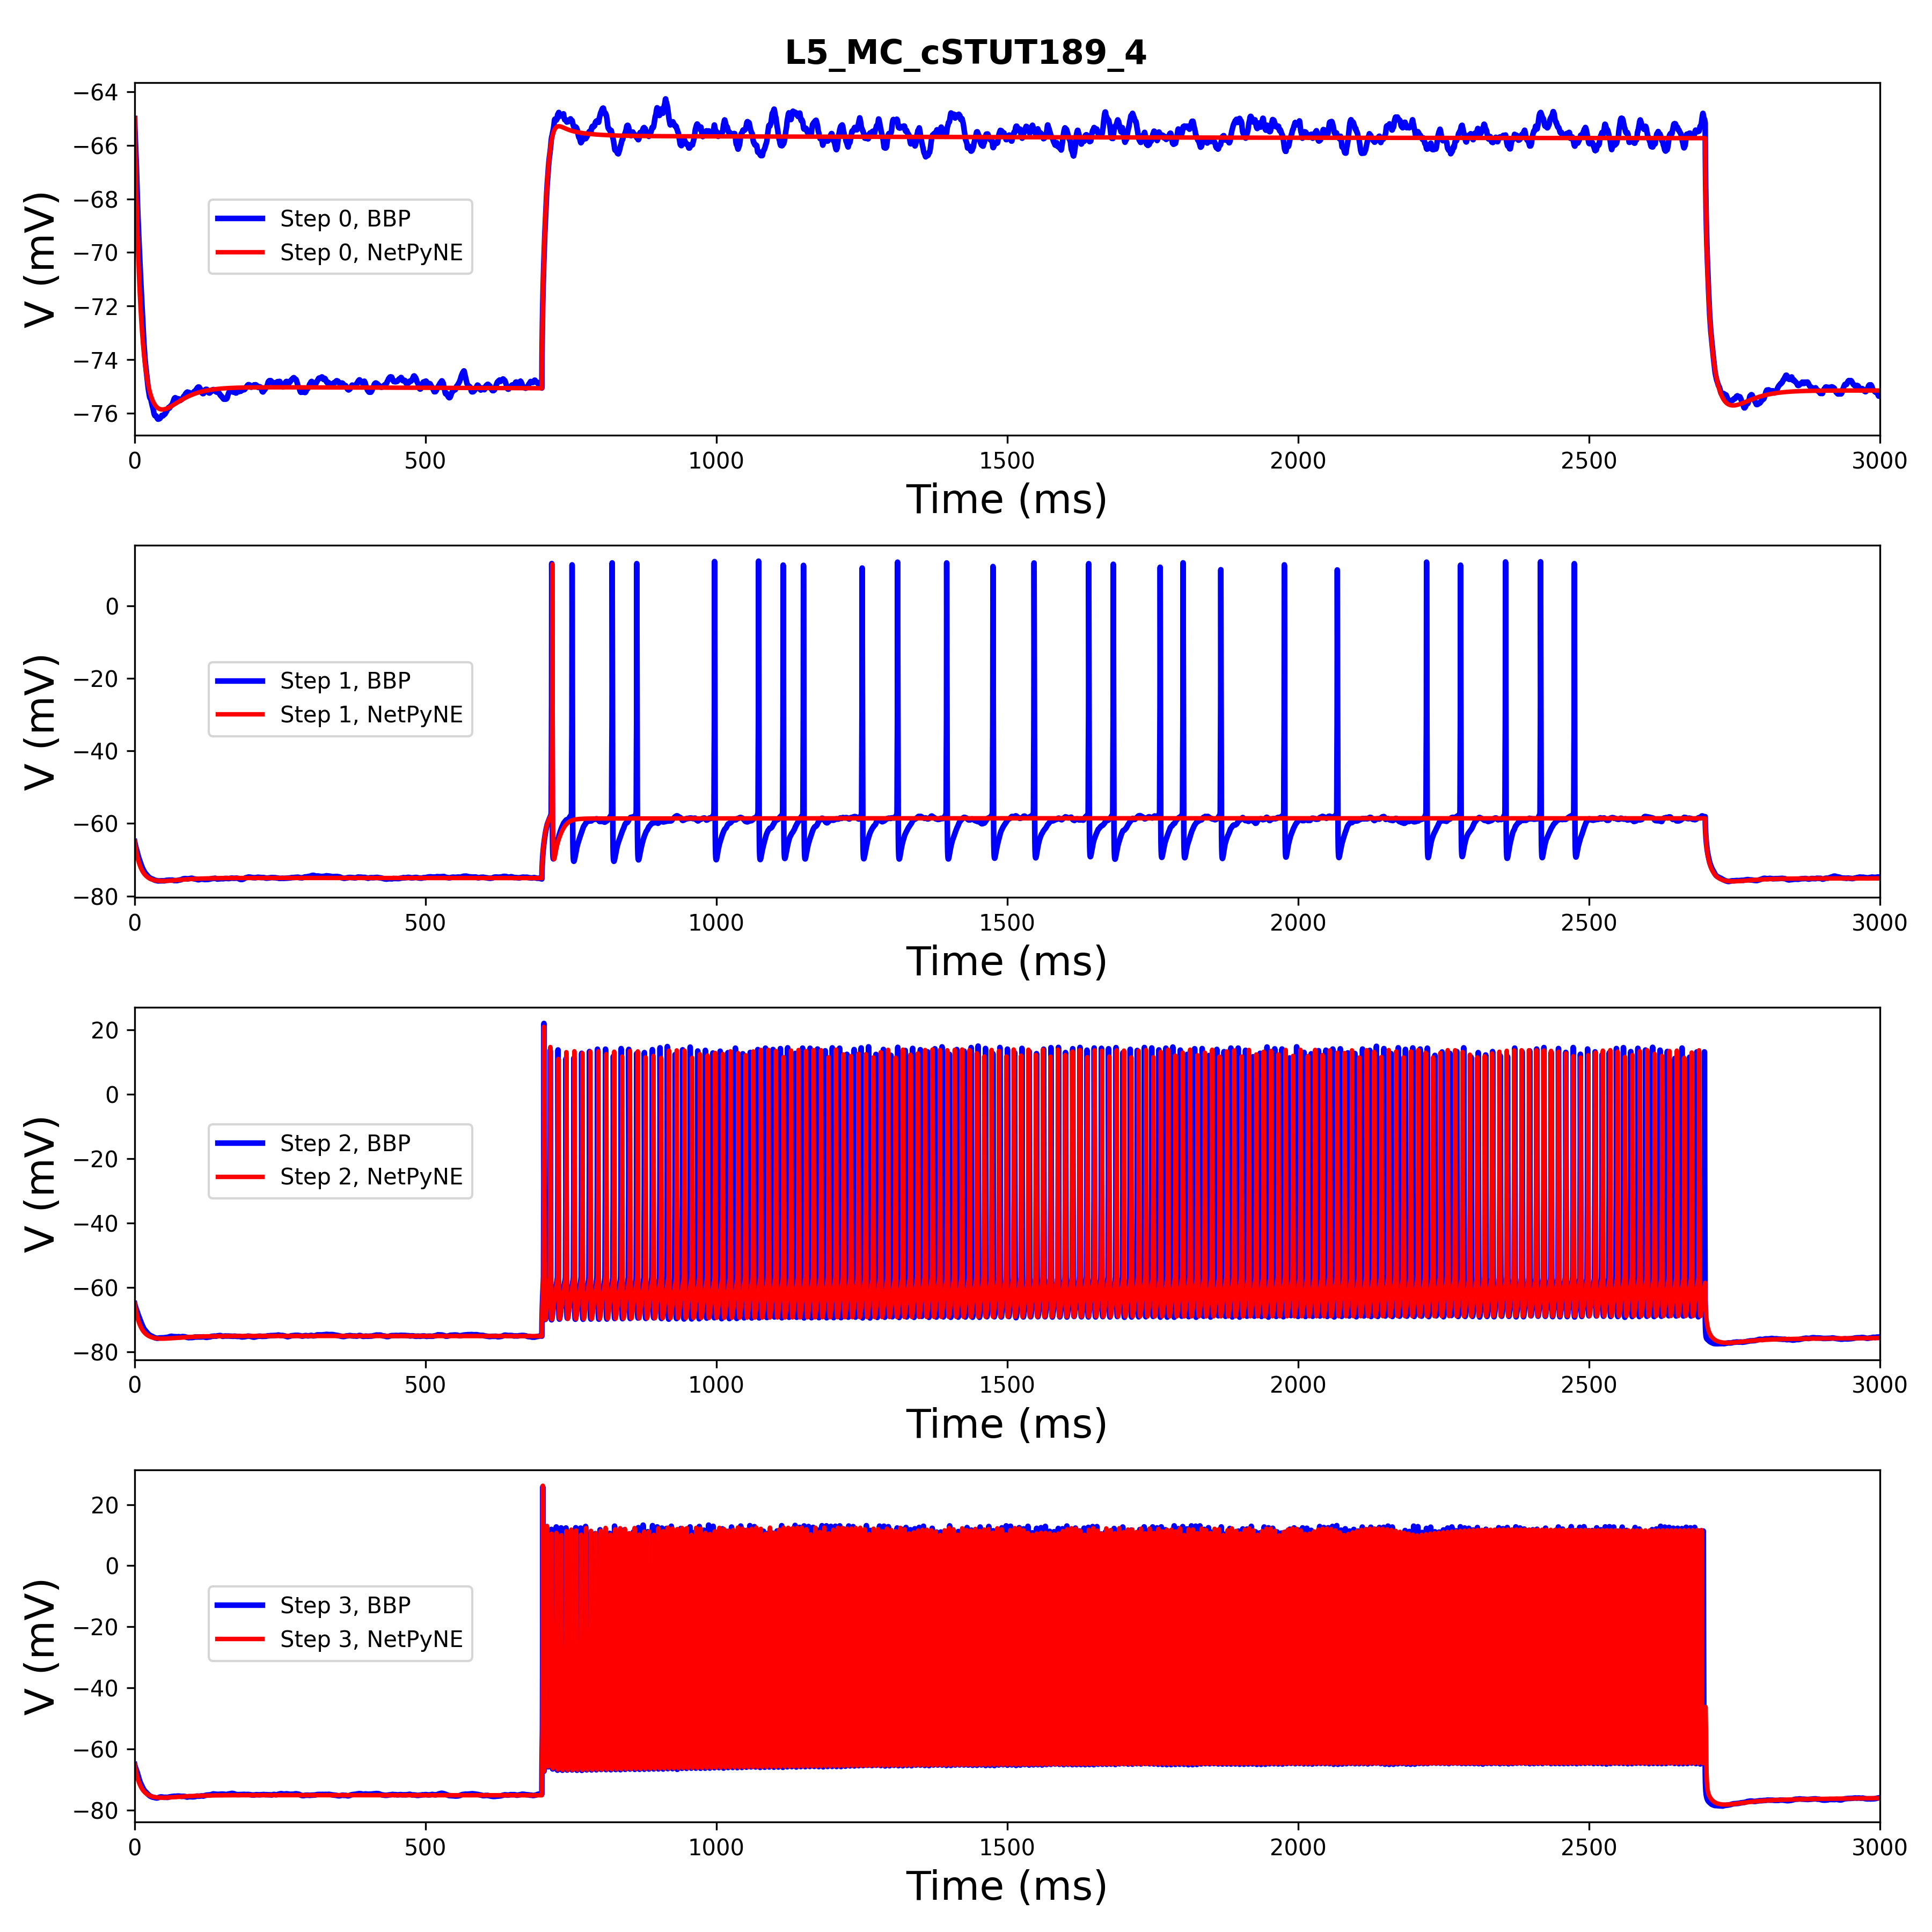 L5_MC_cSTUT189_4
−64
−66
−68
−70
−72
−74
−76
V (mV)
Step 0, BBP
Step 0, NetPyNE
0 500 1000 1500 2000 2500 3000
Time (ms)
0
−20
−40
−60
−80
V (mV)
Step 1, BBP
Step 1, NetPyNE
0 500 1000 1500 2000 2500 3000
Time (ms)
20
0
−20
−40
−60
−80
V (mV)
Step 2, BBP
Step 2, NetPyNE
0 500 1000 1500 2000 2500 3000
Time (ms)
20
0
−20
−40
−60
−80
V (mV)
Step 3, BBP
Step 3, NetPyNE
0 500 1000 1500 2000 2500 3000
Time (ms)